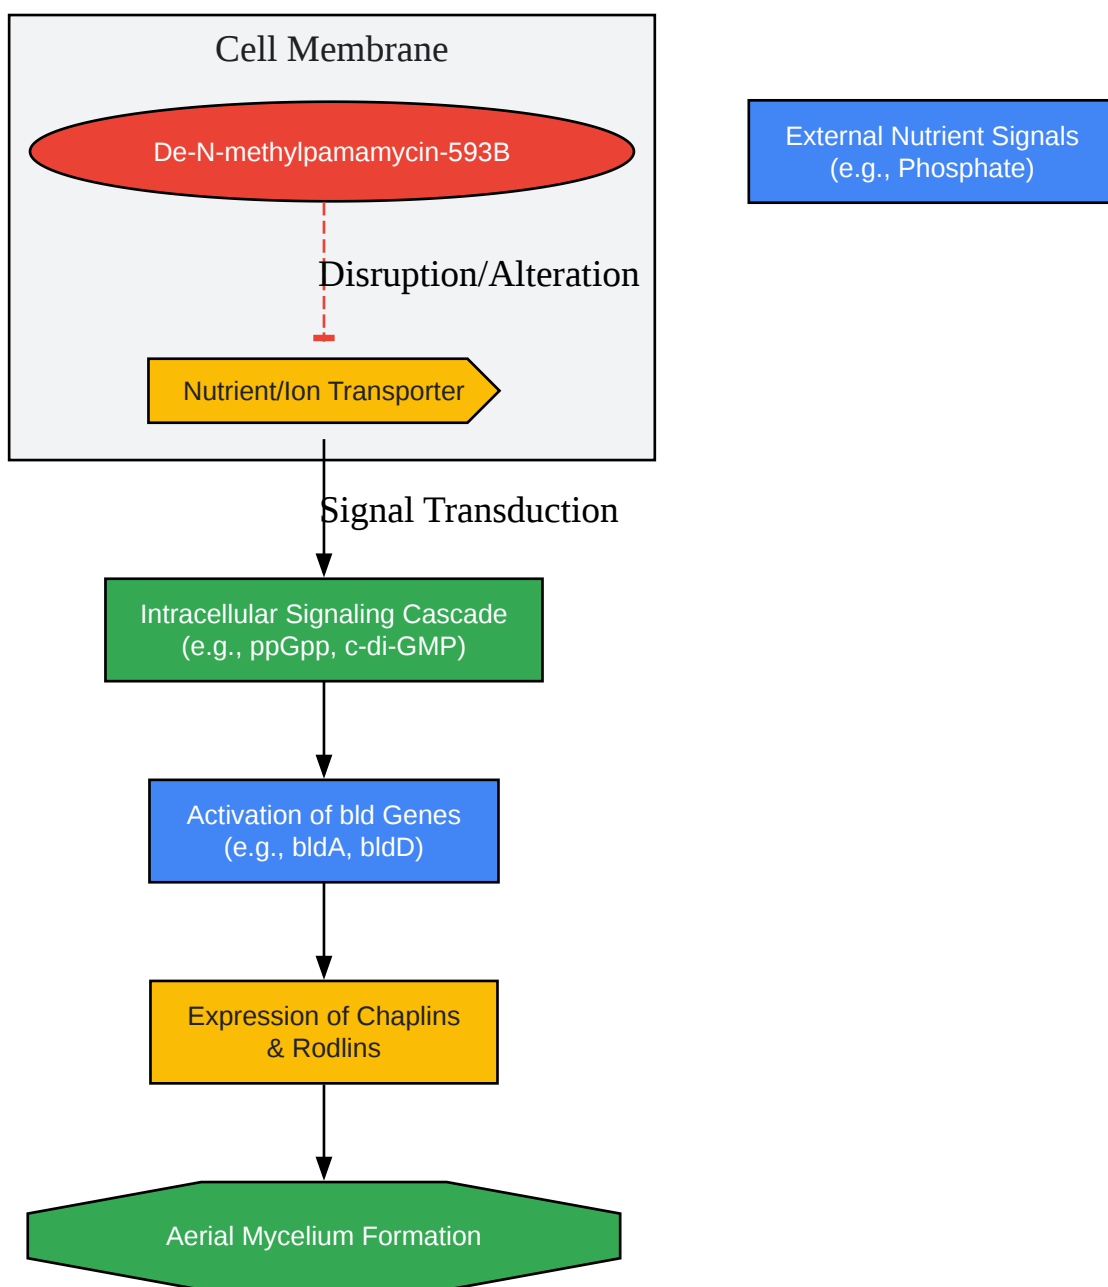 Cell Membrane
De-N-methylpamamycin-593B
External Nutrient Signals
(e.g., Phosphate)
Disruption/Alteration
Nutrient/Ion Transporter
Signal Transduction
Intracellular Signaling Cascade
(e.g., ppGpp, c-di-GMP)
Activation of bld Genes
(e.g., bldA, bldD)
Expression of Chaplins
& Rodlins
Aerial Mycelium Formation